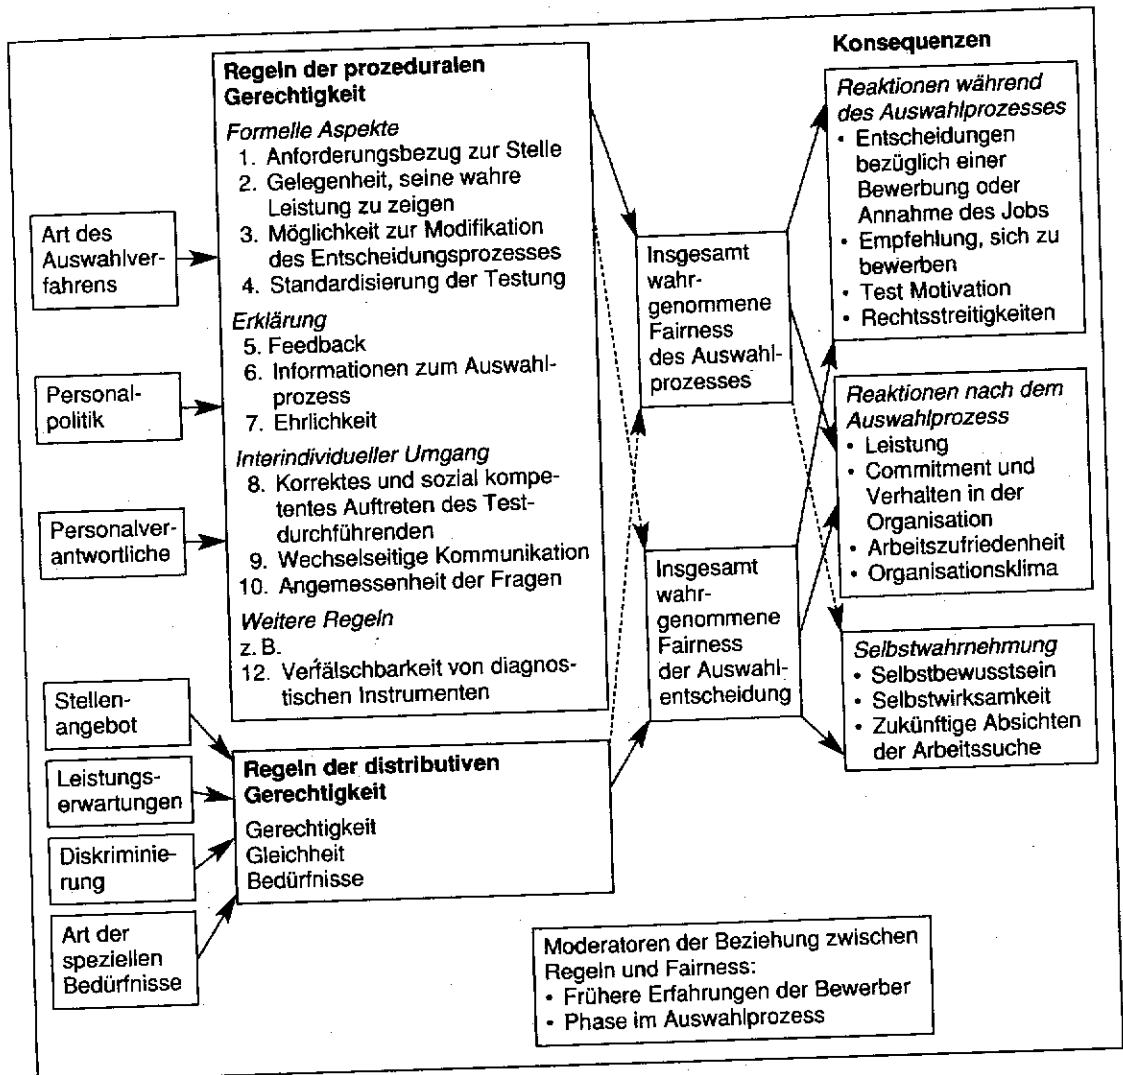 Art des
Auswahlver-
fahrens
Personal-
politik
Personalver-
antwortliche
Stellen-
angebot
Leistungs-
erwartungen
Diskriminie-
rung
Art der
speziellen
Bedürfnisse
Regeln der prozeduralen
Gerechtigkeit
Formelle Aspekte
1. Anforderungsbezug zur Stelle
2. Gelegenheit, seine wahre
Leistung zu zeigen
3. Möglichkeit zur Modifikation
des Entscheidungsprozesses
4. Standardisierung der Testung
Erklärung
5. Feedback
6. Informationen zum Auswahl-
prozess
7. Ehrlichkeit
Interindividueller Umgang
8. Korrektes und sozial kompe-
tentes Auftreten des Test-
durchführenden
9. Wechselseitige Kommunikation
10. Angemessenheit der Fragen
Weitere Regeln
z. B.
12. Verfälschbarkeit von diagnos-
tischen Instrumenten
Regeln der distributiven
Gerechtigkeit
Gerechtigkeit
Gleichheit
Bedürfnisse
Insgesamt
wahr-
genommene
Fairness
des Auswahl-
prozesses
Insgesamt
wahr-
genommene
Fairness
der Auswahl-
entscheidung
Konsequenzen
Reaktionen während
des Auswahlprozesses
• Entscheidungen
bezüglich einer
Bewerbung oder
Annahme des Jobs
• Empfehlung, sich zu
bewerben
• Test Motivation
• Rechtsstreitigkeiten
Reaktionen nach dem
Auswahlprozess
• Leistung
• Commitment und
Verhalten in der
Organisation
• Arbeitszufriedenheit
• Organisationsklima
Selbstwahrnehmung
• Selbstbewusstsein
• Selbstwirksamkeit
• Zukünftige Absichten
der Arbeitssuche
Moderatoren der Beziehung zwischen
Regeln und Fairness:
• Frühere Erfahrungen der Bewerber
• Phase im Auswahlprozess